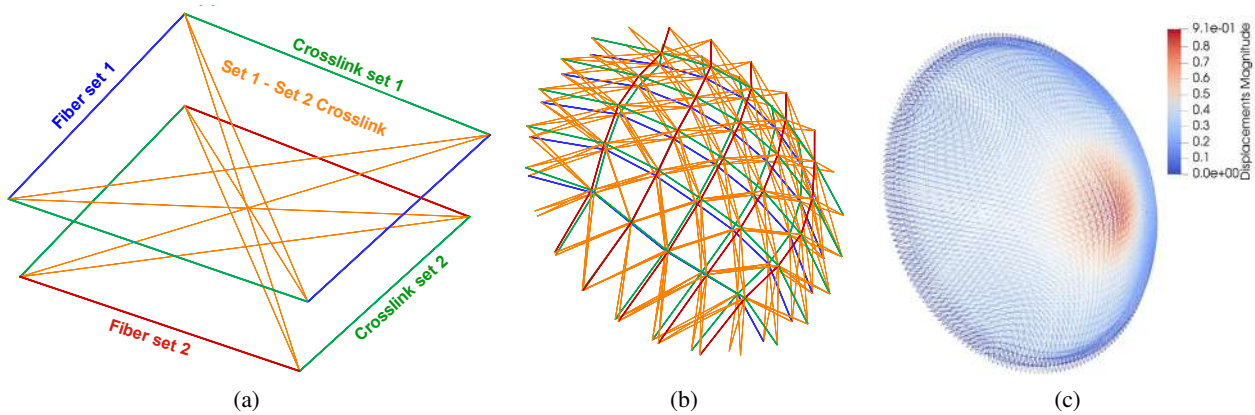 Crosslink set 1
Fiber set 1
Set 1 - Set 2 Crosslink
Crosslink set 2
Fiber set 2
(a)
(b)
9.1e-01
0.8
0.7
0.6
0.5
0.4
0.3
0.2
0.1
0.0e+00
Displacements Magnitude
(c)